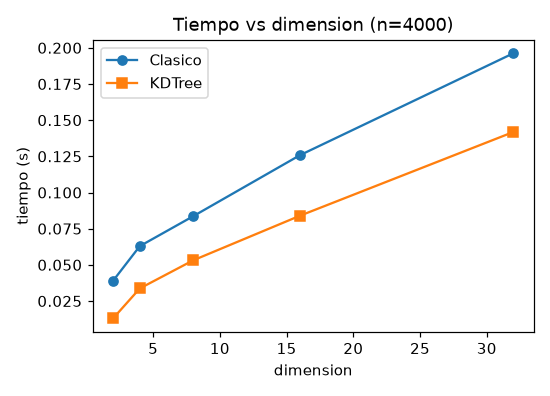 Tiempo vs dimension (n=4000)
Clasico
KDTree
0.200
0.175
0.150
0.125
0.100
0.075
0.050
0.025
tiempo (s)
5 10 15 20 25 30
dimension